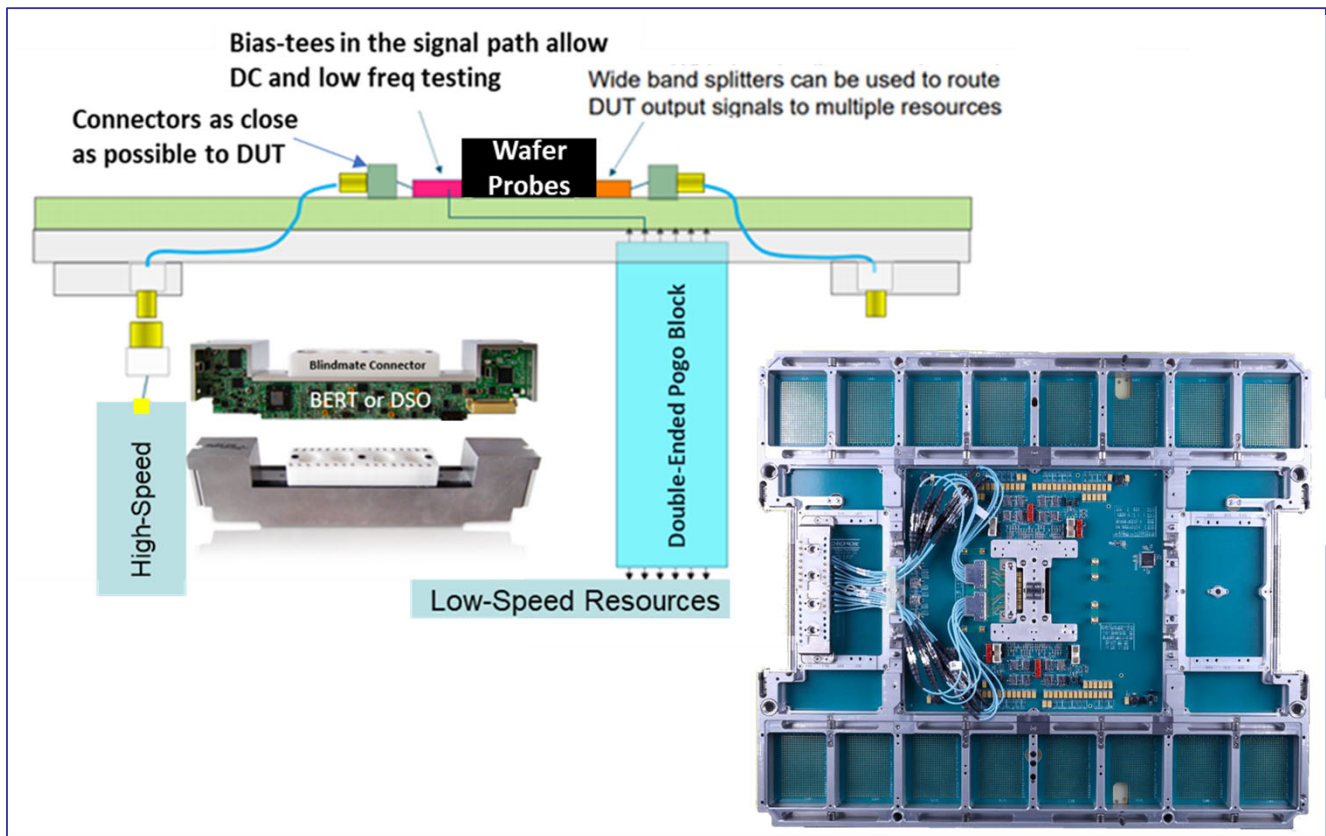 Bias-tees in the signal path allow
DC and low freq testing
Wide band splitters can be used to route
DUT output signals to multiple resources
Connectors as close
as possible to DUT
Wafer
Probes
Blindmate Connector
BERT or DSO
High-Speed
Double-Ended Pogo Block
Low-Speed Resources